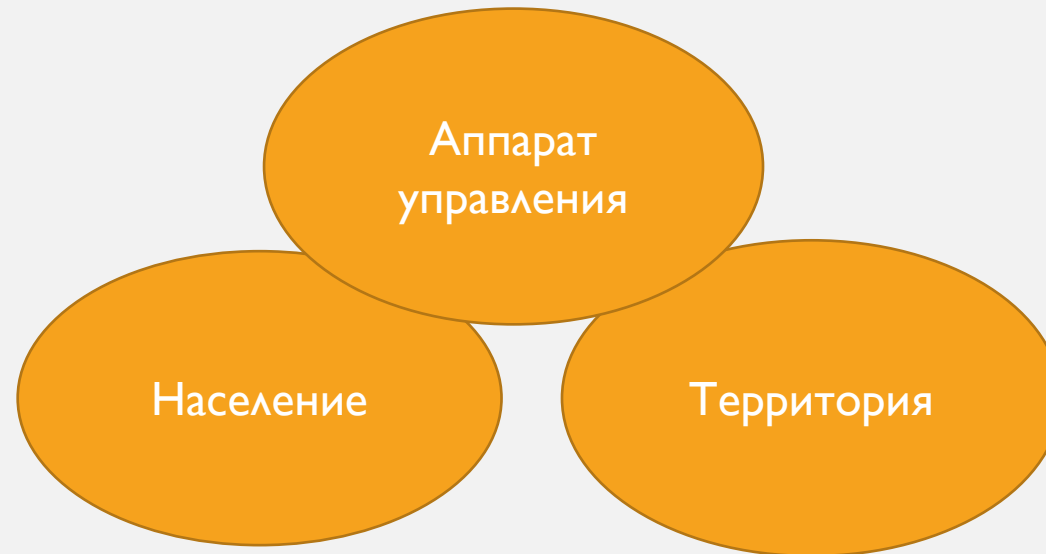 Аппарат
управления
Население
Территория